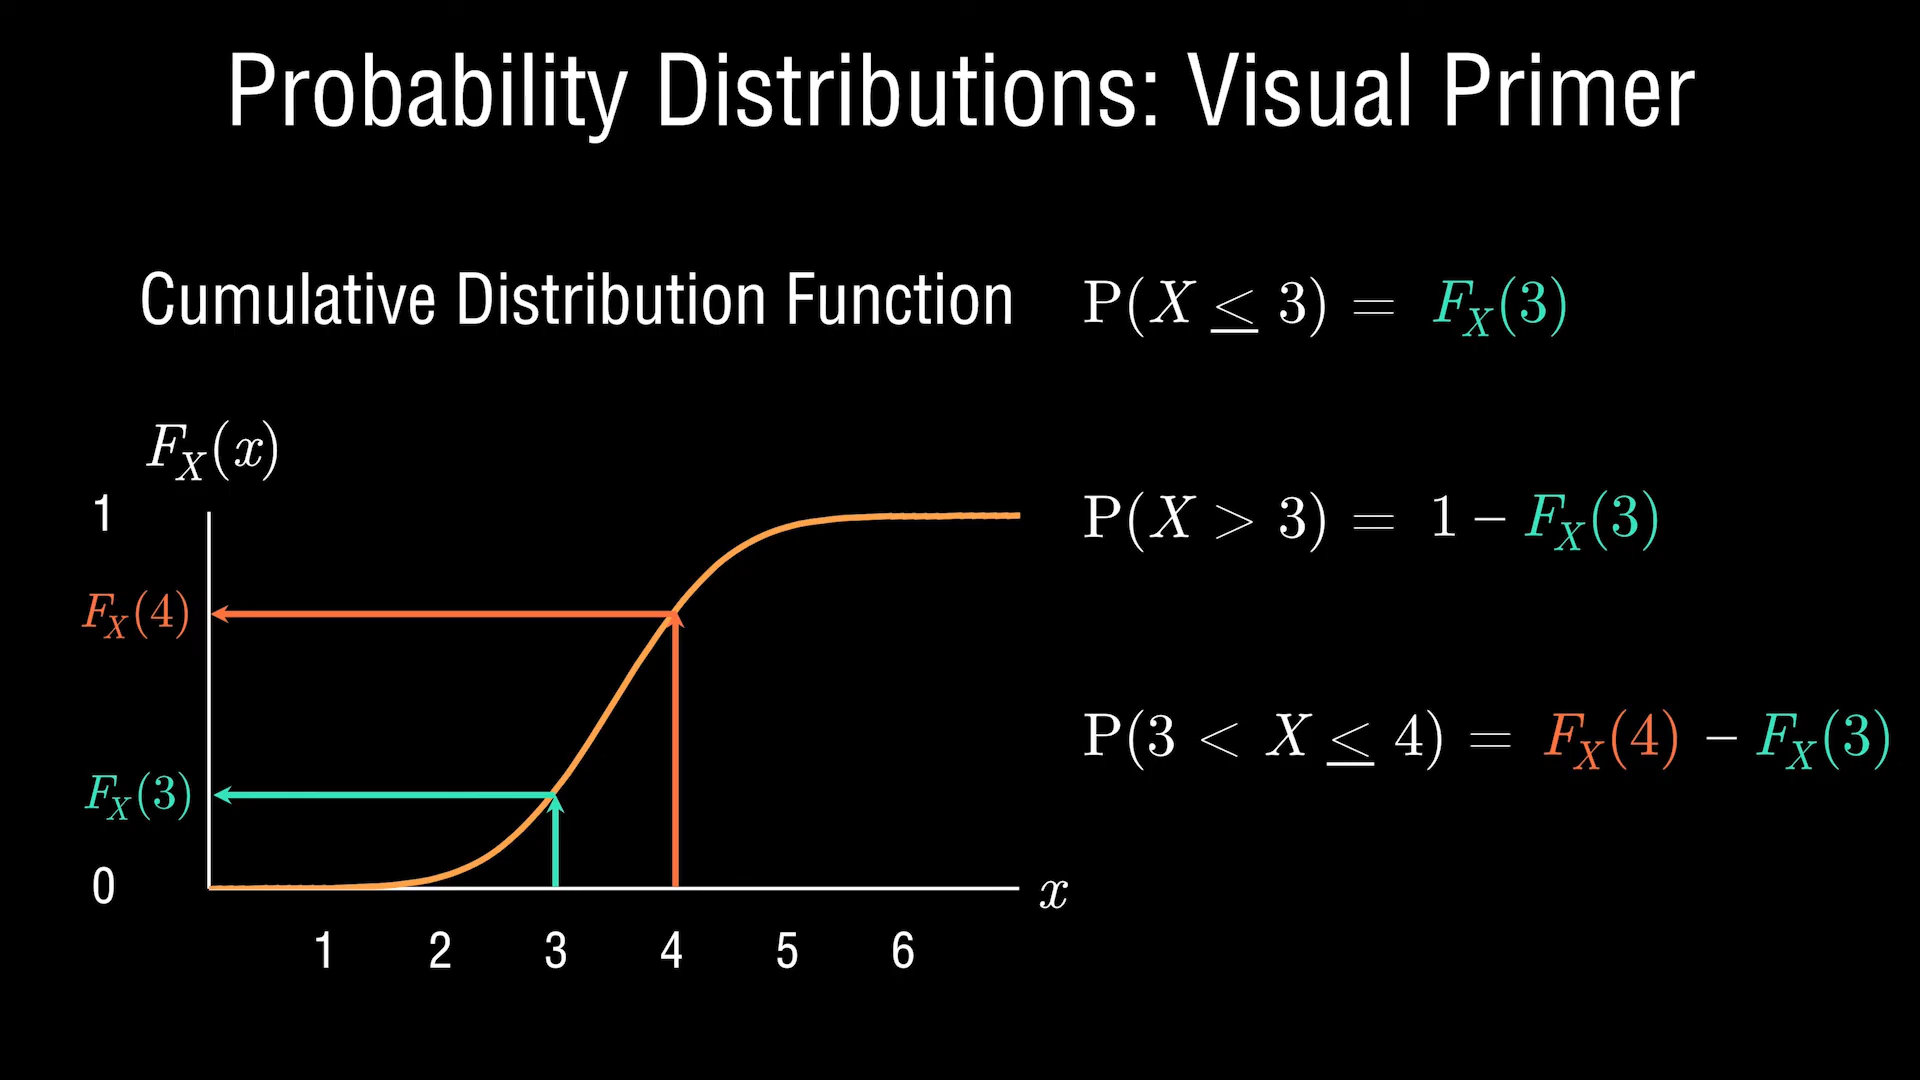 Probability Distributions: Visual Primer
Cumulative Distribution Function
P(X ≤ 3) = F_X(3)
F_X(x)
1
P(X > 3) = 1 − F_X(3)
F_X(4)
P(3 < X ≤ 4) = F_X(4) − F_X(3)
F_X(3)
0
x
1 2 3 4 5 6